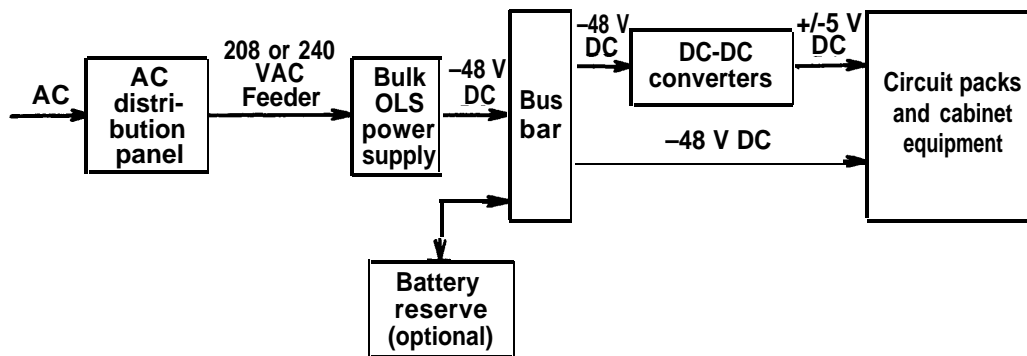 AC
AC
distri-
bution
panel
208 or 240
VAC
Feeder
Bulk
OLS
power
supply
–48 V
DC
Bus
bar
–48 V
DC
DC-DC
converters
+/-5 V
DC
–48 V DC
Circuit packs
and cabinet
equipment
Battery
reserve
(optional)